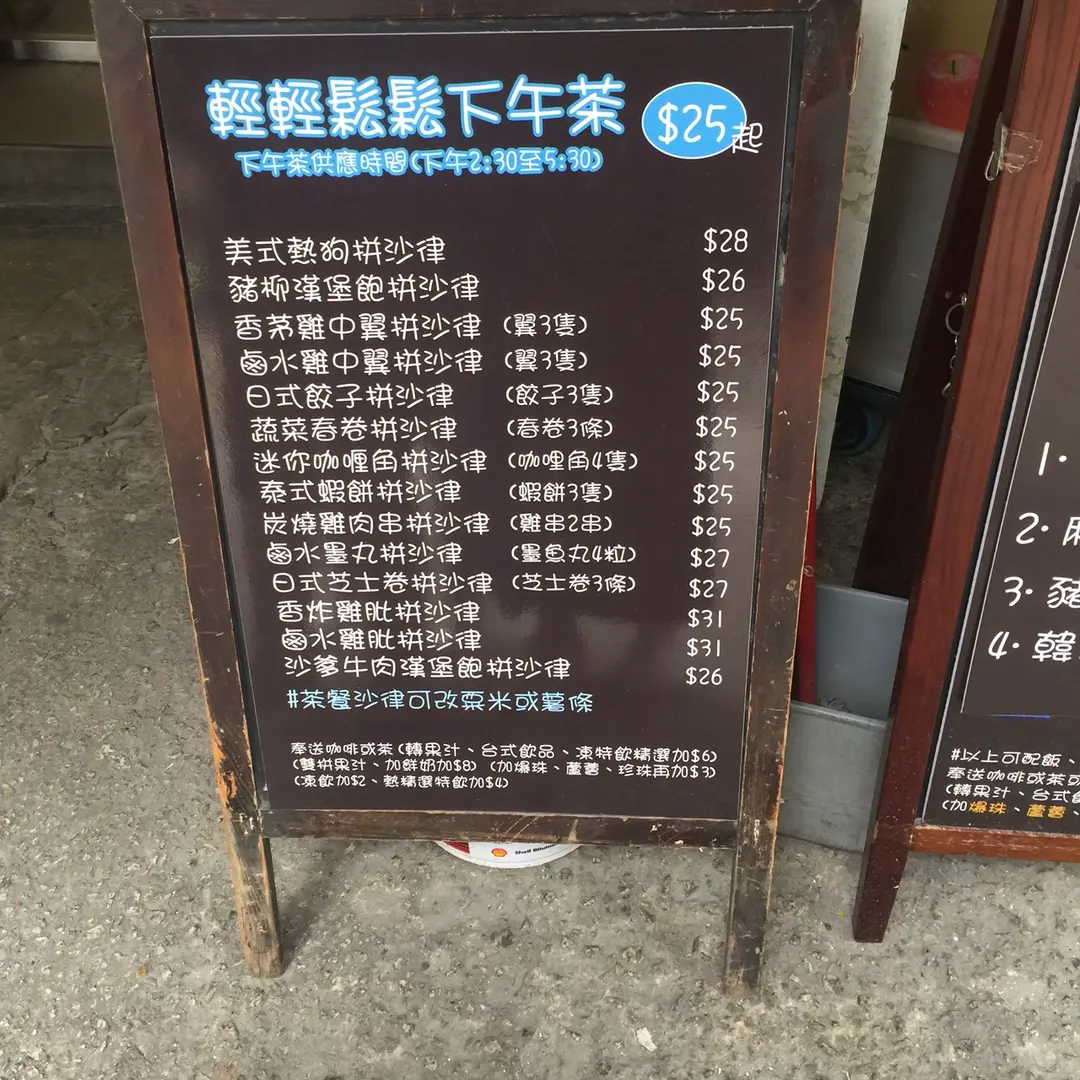 輕輕鬆鬆下午茶 $25起
下午茶供應時間(下午2:30至5:30)
美式熱狗拼沙律 $28
豬柳漢堡飽拼沙律 $26
香茅雞中翼拼沙律 (翼3隻) $25
鹵水雞中翼拼沙律 (翼3隻) $25
日式餃子拼沙律 (餃子3隻) $25
蔬菜春卷拼沙律 (春卷3條) $25
迷你咖喱角拼沙律 (咖哩角4隻) $25
泰式蝦餅拼沙律 (蝦餅3隻) $25
炭燒雞肉串拼沙律 (雞串2串) $25
鹵水墨丸拼沙律 (墨魚丸4粒) $27
日式芝士卷拼沙律 (芝士卷3條) $27
香炸雞肶拼沙律 $31
鹵水雞肶拼沙律 $31
沙爹牛肉漢堡飽拼沙律 $26
#茶餐沙律可改粟米或薯條
奉送咖啡或茶(轉果汁、台式飲品、凍特飲精選加$6)
(雙拼果汁、加鮮奶加$8) (加爆珠、蘆薈、珍珠再加$3)
(凍飲加$2、熱精選特飲加$4)
Shell
1.
2.
3. 豬
4. 韓
#以上可配飯、
奉送咖啡或茶或
(轉果汁、台式
(加爆珠、蘆薈、